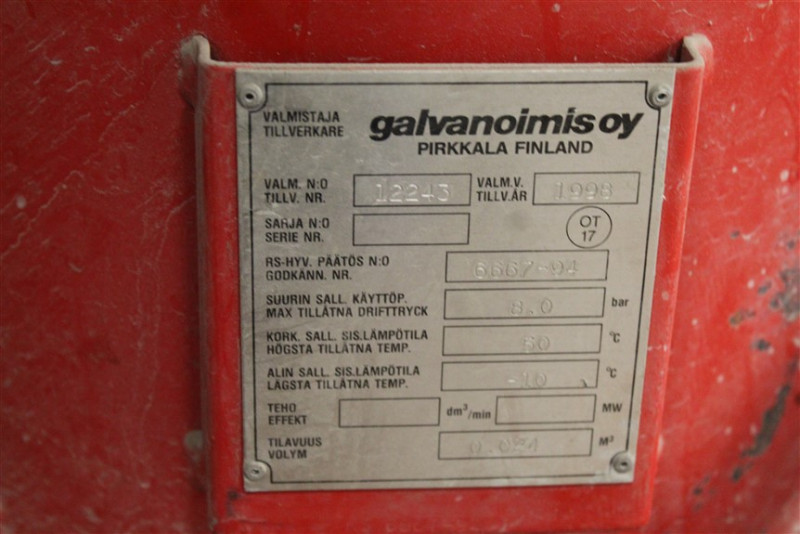 VALMISTAJA
TILLVERKARE
galvanoimis oy
PIRKKALA FINLAND
VALM. N:O
TILLV. NR.
12243
VALM.V.
TILLV.ÅR
1998
SARJA N:O
SERIE NR.
OT
17
RS-HYV. PÄÄTÖS N:O
GODKÄNN. NR.
6667-94
SUURIN SALL. KÄYTTÖP.
MAX TILLÅTNA DRIFTTRYCK
8.0
bar
KORK. SALL. SIS.LÄMPÖTILA
HÖGSTA TILLÅTNA TEMP.
°C
ALIN SALL. SIS.LÄMPÖTILA
LÄGSTA TILLÅTNA TEMP.
-10
°C
TEHO
EFFEKT
dm³/min
MW
TILAVUUS
VOLYM
M³